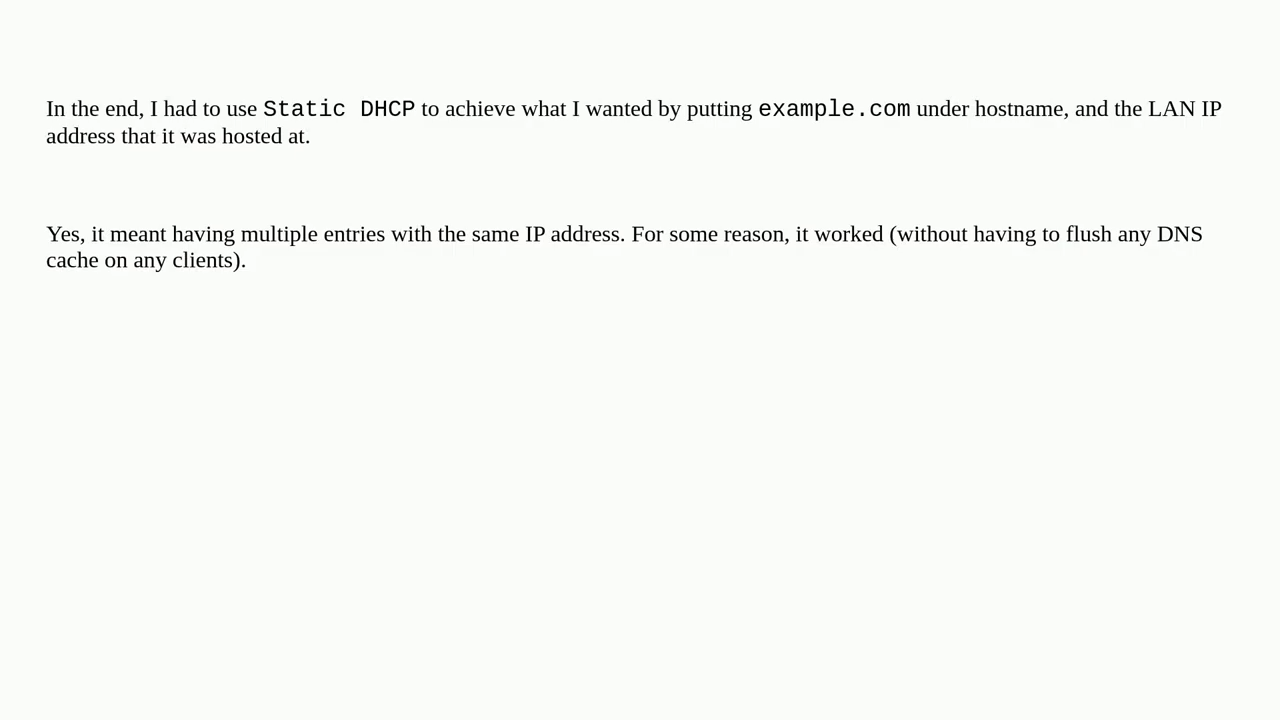 In the end, I had to use Static DHCP to achieve what I wanted by putting example.com under hostname, and the LAN IP
address that it was hosted at.
Yes, it meant having multiple entries with the same IP address. For some reason, it worked (without having to flush any DNS
cache on any clients).